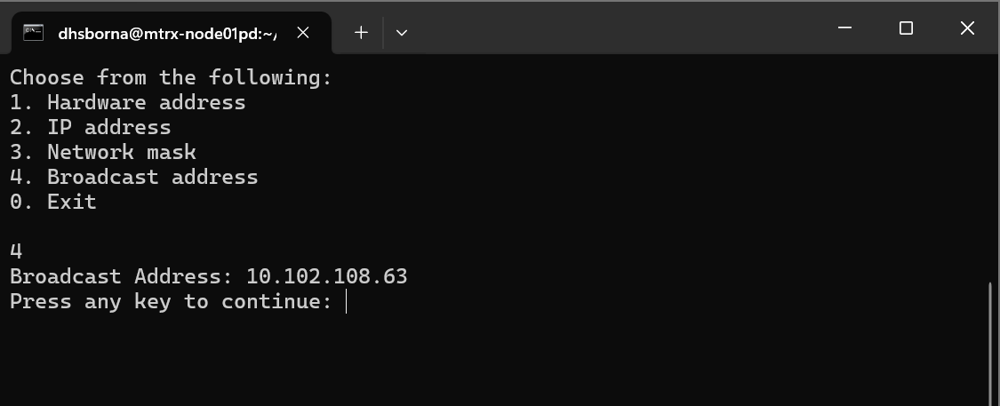 dhsborna@mtrx-node01pd:~/
Choose from the following:
1. Hardware address
2. IP address
3. Network mask
4. Broadcast address
0. Exit
4
Broadcast Address: 10.102.108.63
Press any key to continue: